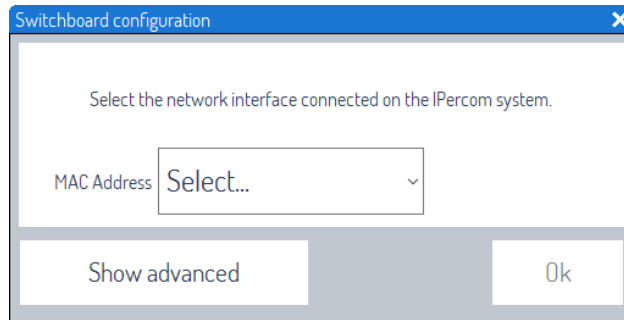 Switchboard configuration
Select the network interface connected on the IPercom system.
MAC Address Select...
Show advanced
Ok